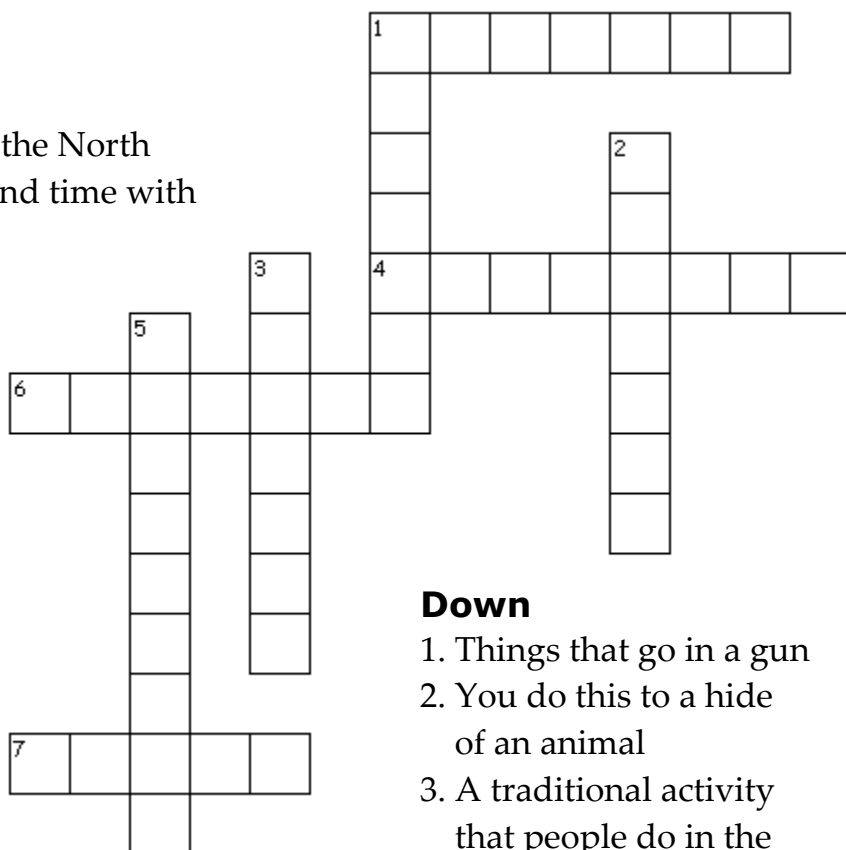 1
the North
2
nd time with
3
4
5
6
Down
1. Things that go in a gun
2. You do this to a hide
of an animal
7
3. A traditional activity
that people do in the